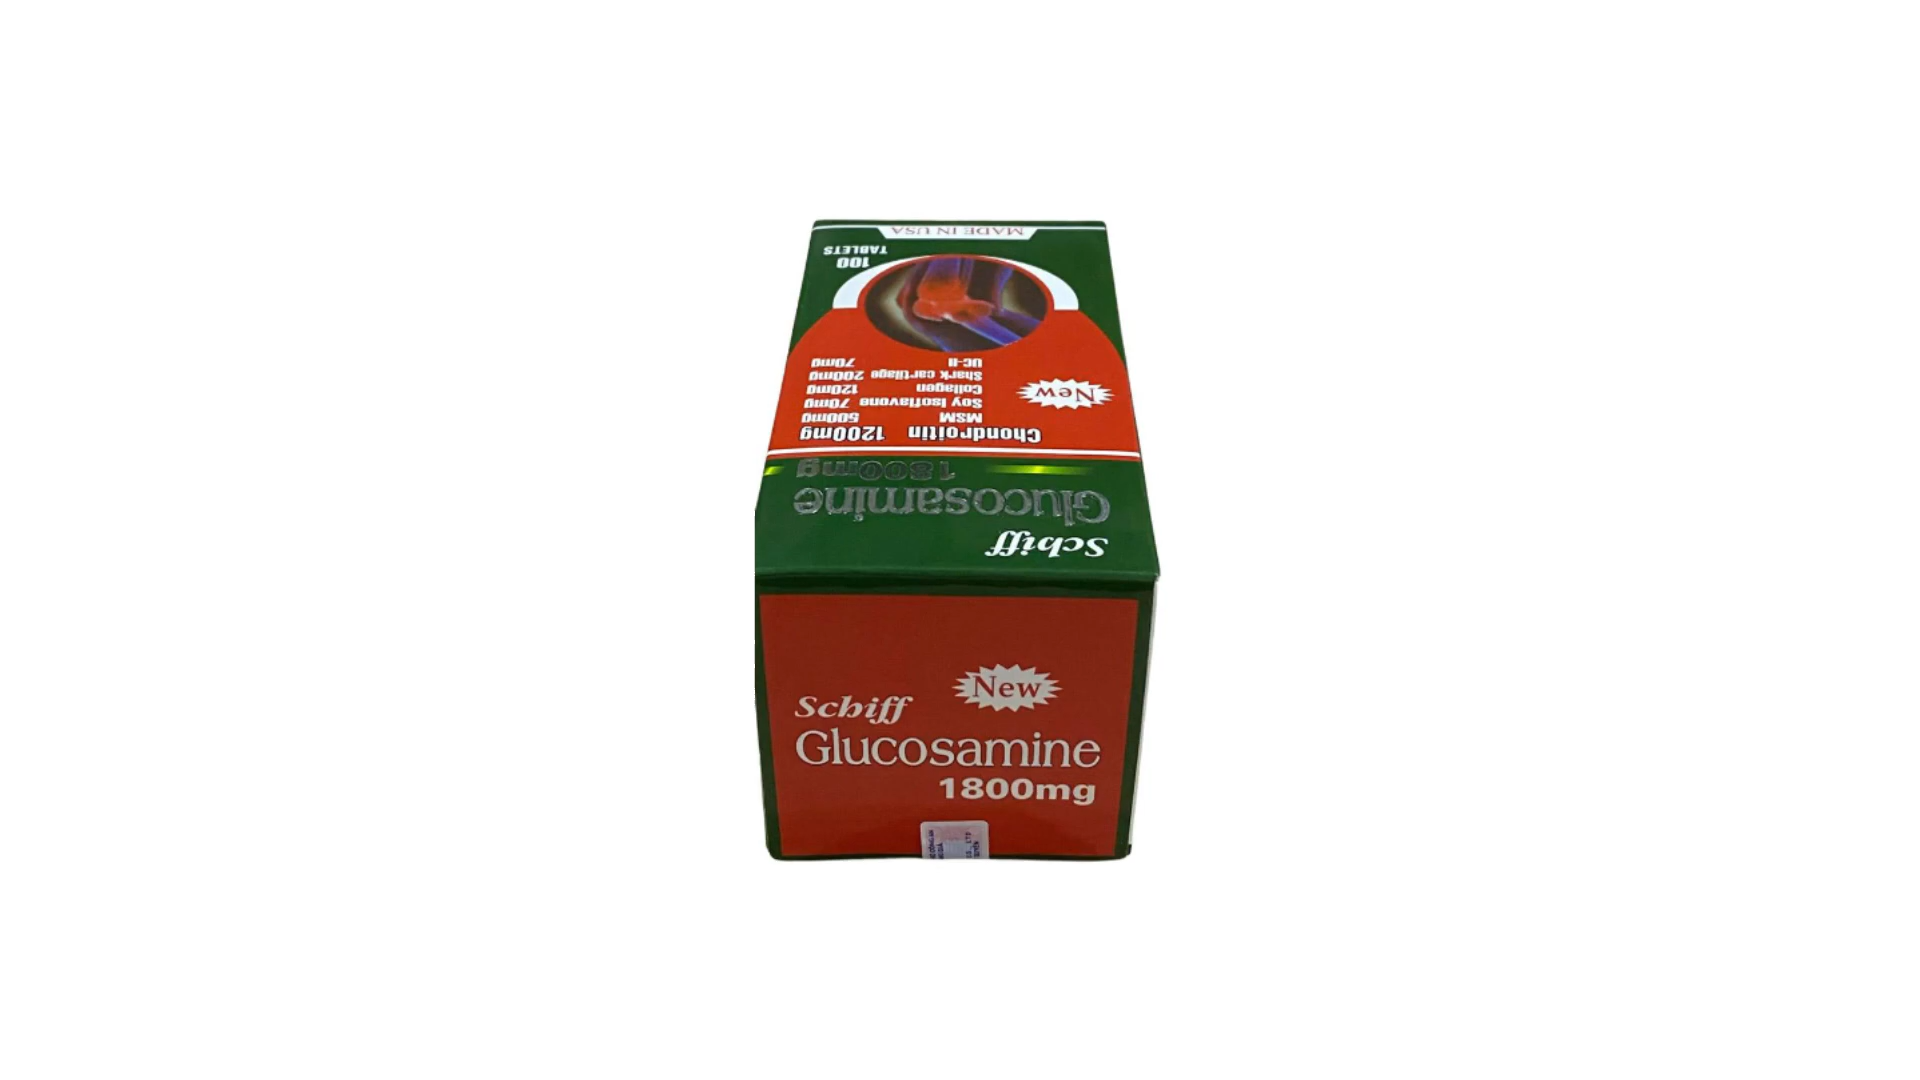 Schiff
Glucosamine
1800mg
Chondroitin 1200mg
MSM 500mg
Soy Isoflavone 70mg
Collagen 120mg
Shark cartilage 200mg
UC-II 70mg
New
100
TABLETS
MADE IN USA
New
Schiff
Glucosamine
1800mg